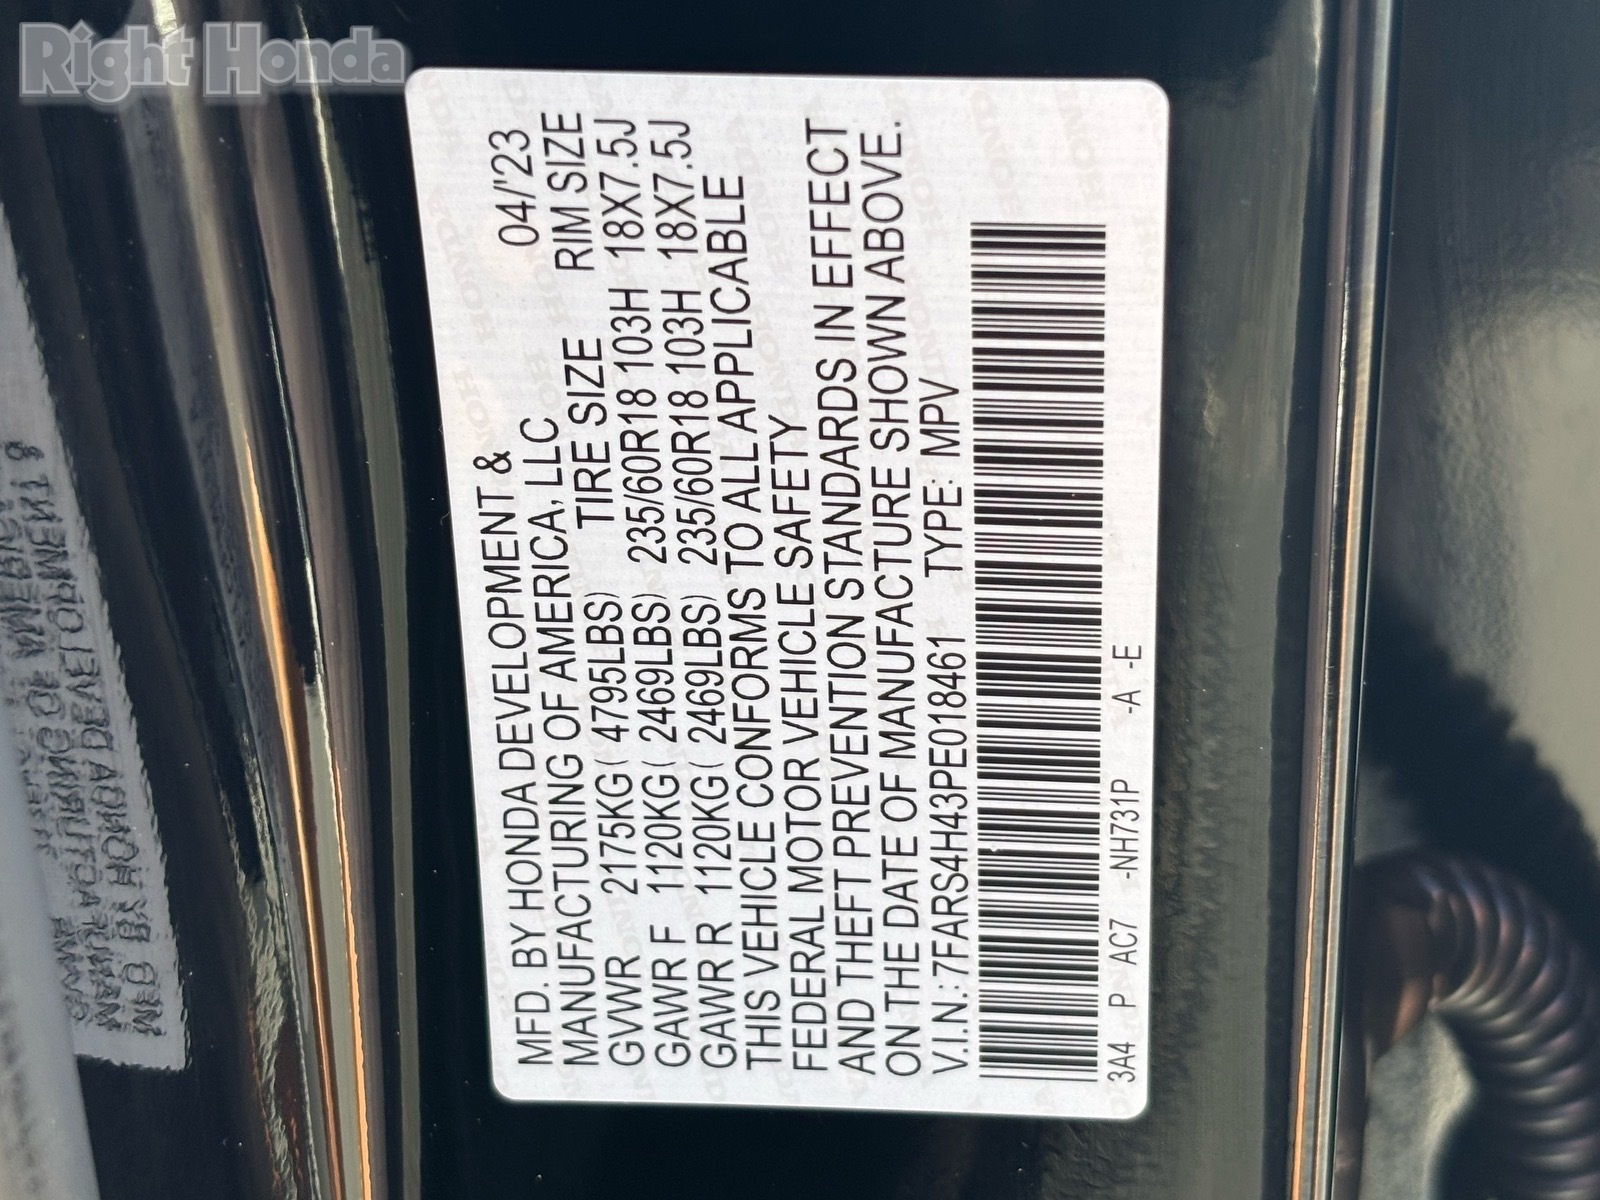 Right Honda
MFD. BY HONDA DEVELOPMENT &
MANUFACTURING OF AMERICA, LLC 04/'23
GVWR 2175KG( 4795LBS) TIRE SIZE RIM SIZE
GAWR F 1120KG( 2469LBS) 235/60R18 103H 18X7.5J
GAWR R 1120KG( 2469LBS) 235/60R18 103H 18X7.5J
THIS VEHICLE CONFORMS TO ALL APPLICABLE
FEDERAL MOTOR VEHICLE SAFETY
AND THEFT PREVENTION STANDARDS IN EFFECT
ON THE DATE OF MANUFACTURE SHOWN ABOVE.
V.I.N.:7FARS4H43PE018461 TYPE: MPV
3A4 P AC7 -NH731P -A -E